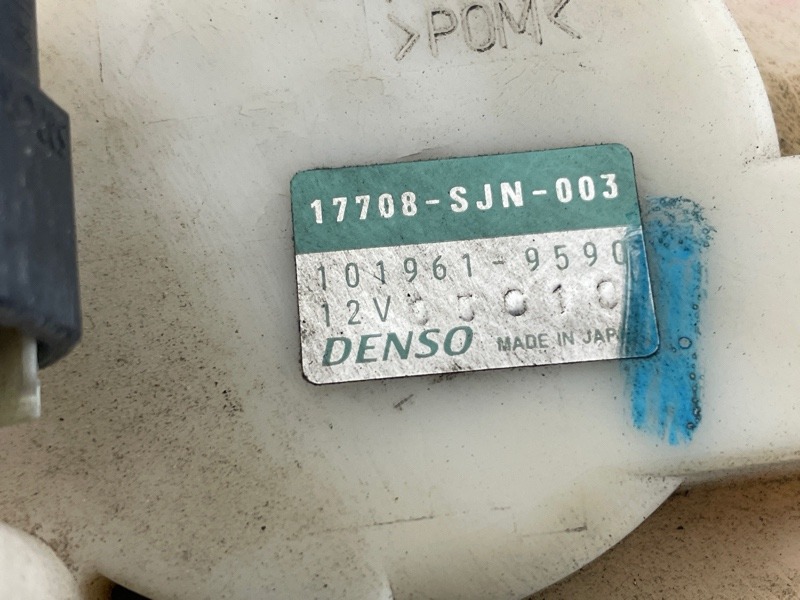 >POM<
17708-SJN-003
101961-9590
12V
DENSO MADE IN JAPAN